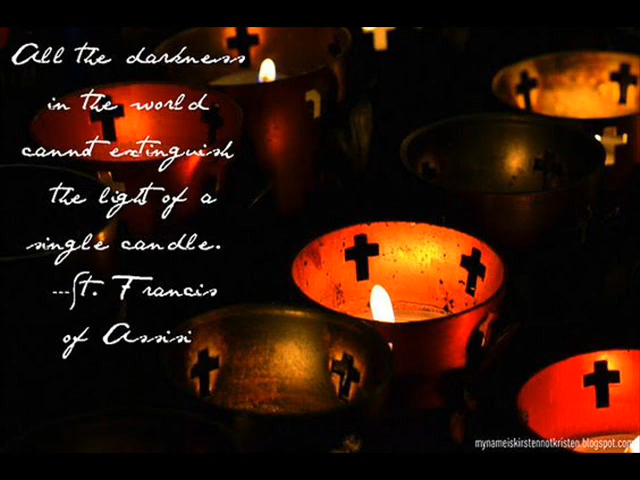 All the darkness
in the world
cannot extinguish
the light of a
single candle.
---St. Francis
of Assisi
mynameiskirstennotkristen.blogspot.com